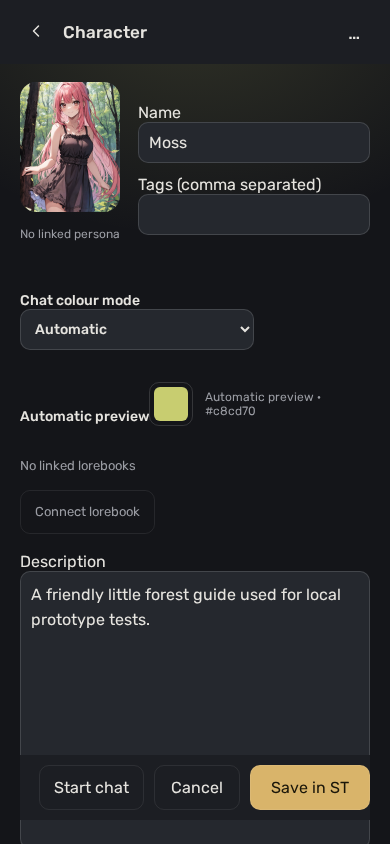 Character
...
Name
Moss
Tags (comma separated)
No linked persona
Chat colour mode
Automatic
Automatic preview
Automatic preview •
#c8cd70
No linked lorebooks
Connect lorebook
Description
A friendly little forest guide used for local
prototype tests.
Start chat
Cancel
Save in ST